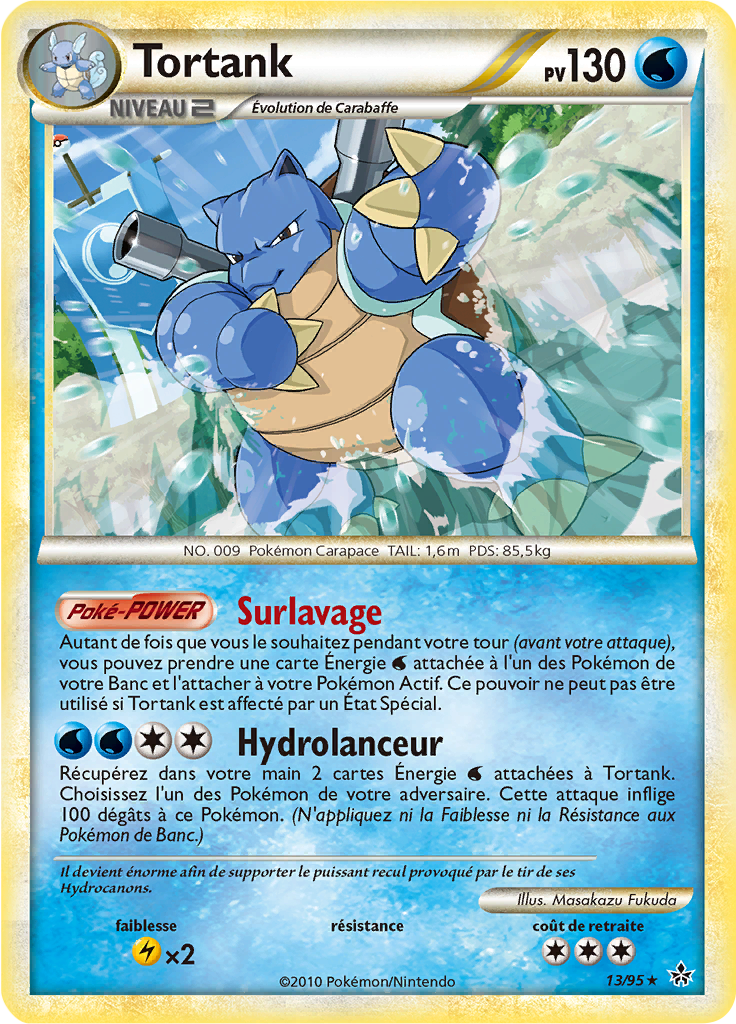 Tortank
PV130
NIVEAU 2
Évolution de Carabaffe
NO. 009 Pokémon Carapace TAIL: 1,6m PDS: 85,5kg
Poké-POWER Surlavage
Autant de fois que vous le souhaitez pendant votre tour (avant votre attaque),
vous pouvez prendre une carte Énergie attachée à l'un des Pokémon de
votre Banc et l'attacher à votre Pokémon Actif. Ce pouvoir ne peut pas être
utilisé si Tortank est affecté par un État Spécial.
Hydrolanceur
Récupérez dans votre main 2 cartes Énergie attachées à Tortank.
Choisissez l'un des Pokémon de votre adversaire. Cette attaque inflige
100 dégâts à ce Pokémon. (N'appliquez ni la Faiblesse ni la Résistance aux
Pokémon de Banc.)
Il devient énorme afin de supporter le puissant recul provoqué par le tir de ses
Hydrocanons.
Illus. Masakazu Fukuda
faiblesse
résistance
coût de retraite
×2
©2010 Pokémon/Nintendo
13/95 ★